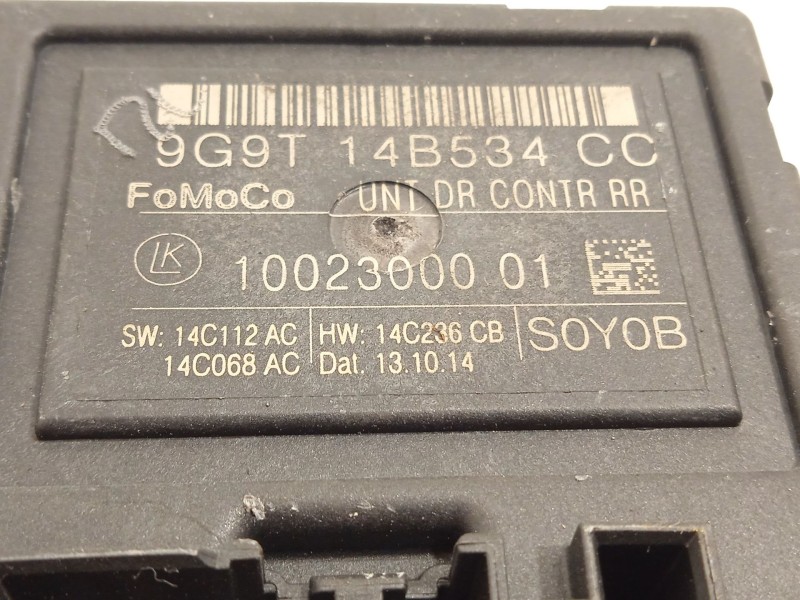 9G9T 14B534 CC
FoMoCo UNT DR CONTR RR
LK 10023000 01
SW: 14C112 AC HW: 14C236 CB S0Y0B
14C068 AC Dat. 13.10.14